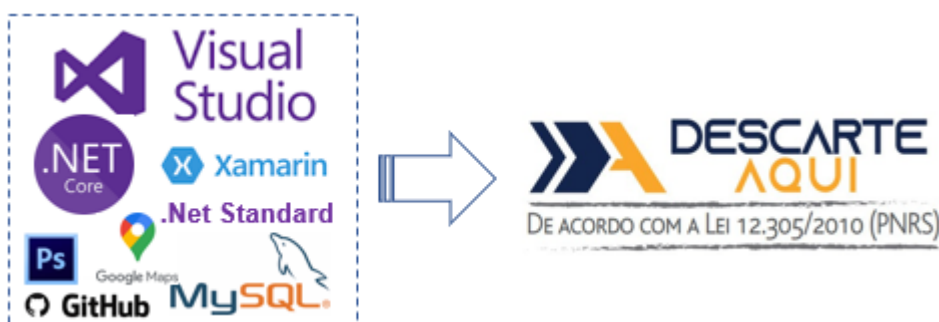 Visual
Studio
.NET
Core
Xamarin
.Net Standard
Ps
Google Maps
GitHub
MySQL®
DESCARTE
AQUI
DE ACORDO COM A LEI 12.305/2010 (PNRS)